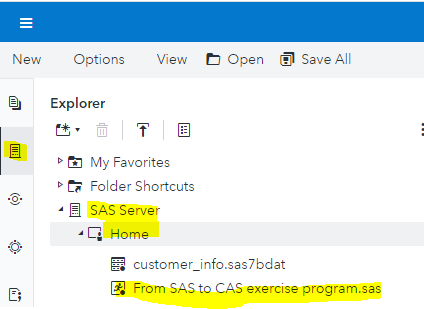 New Options View Open Save All
Explorer
My Favorites
Folder Shortcuts
SAS Server
Home
customer_info.sas7bdat
From SAS to CAS exercise program.sas